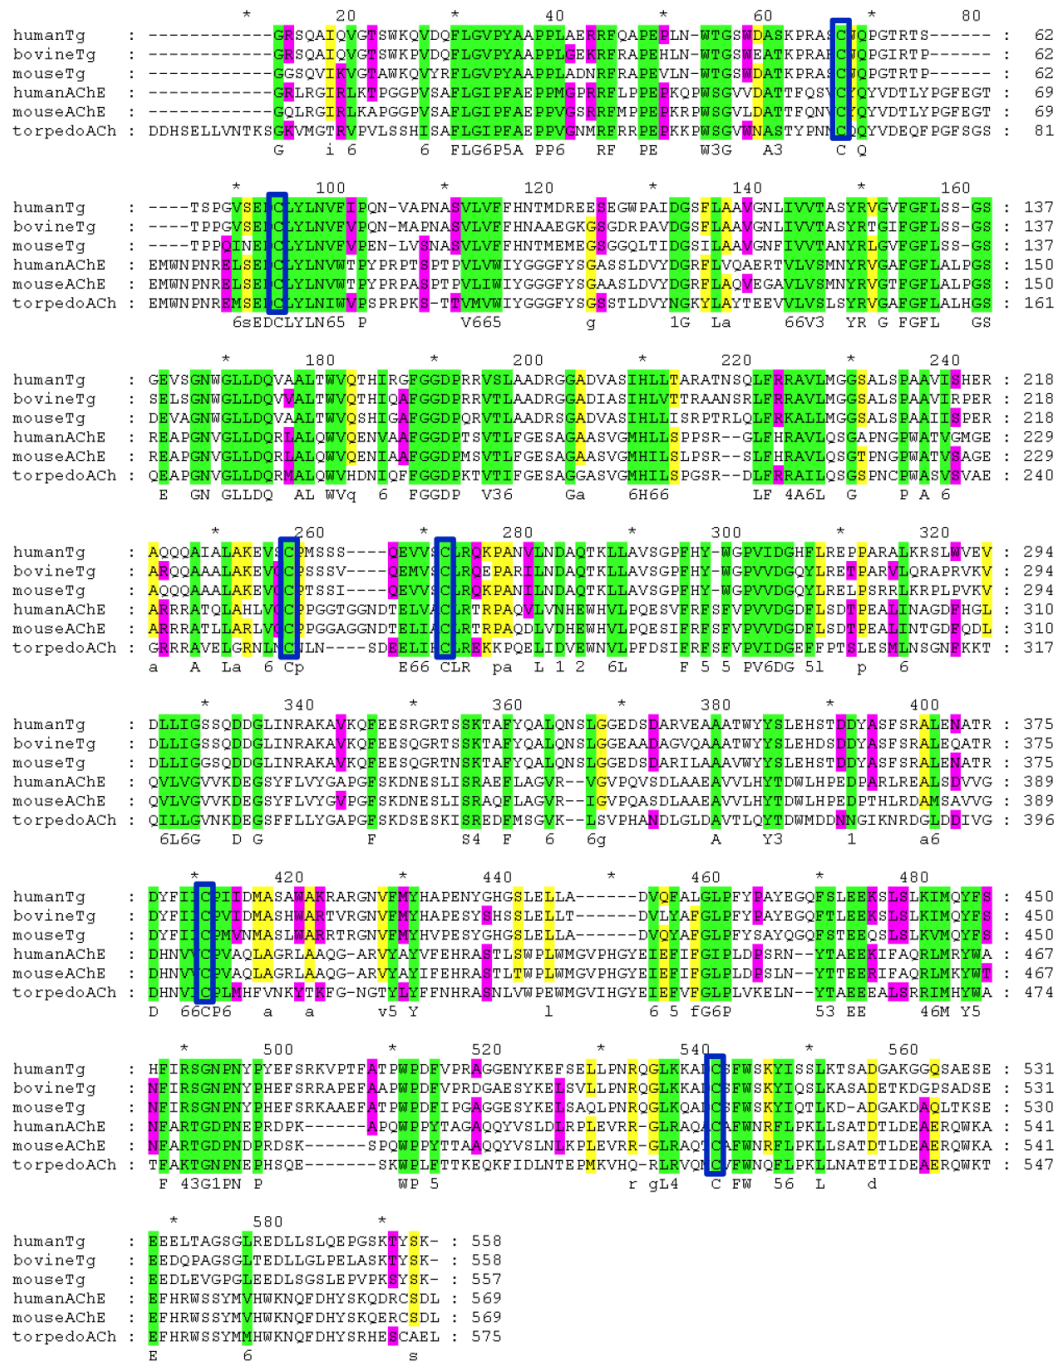 * 20 * 40 * 60 * 80
humanTg : ------------GRSQAIQVGTSWKQVDQFLGVPYAAPPLAERRFQAPEPLN-WTGSWDASKPRASCWQPGTRTS------ : 62
bovineTg : ------------GRSQAIQVGTSWKPVDQFLGVPYAAPPLGEKRFRAPEHLN-WTGSWEATKPRARCWQPGIRTP------ : 62
mouseTg : ------------GGSQVIKVGTAWKQVYRFLGVPYAAPPLADNRFRAPEVLN-WTGSWDATKPRASCWQPGTRTP------ : 62
humanAChE : ------------GRLRGIRLKTPGGPVSAFLGIPFAEPPMGPRRFLPPEPKQPWSGVVDATTFQSVCYQYVDTLYPGFEGT : 69
mouseAChE : ------------GQLRGIRLKAPGGPVSAFLGIPFAEPPVGSRRFMPPEPKRPWSGVLDATTFQNVCYQYVDTLYPGFEGT : 69
torpedoACh : DDHSELLVNTKSGKVMGTRVPVLSSHISAFLGIPFAEPPVGNMRFRRPEPKKPWSGVWNASTYPNNCQQYVDEQFPGFSGS : 81
G i 6 6 FLG6P5A PP6 RF PE W3G A3 C Q
* 100 * 120 * 140 * 160
humanTg : ----TSPGVSEDCLYLNVFIPQN-VAPNASVLVFFHNTMDREESEGWPAIDGSFLAAVGNLIVVTASYRVGVFGFLSS-GS : 137
bovineTg : ----TPPGVSEDCLYLNVFVPQN-MAPNASVLVFFHNAAEGKGSGDRPAVDGSFLAAVGNLIVVTASYRTGIFGFLSS-GS : 137
mouseTg : ----TPPQINEDCLYLNVFVPEN-LVSNASVLVFFHNTMEMEGSGGQLTIDGSILAAVGNFIVVTANYRLGVFGFLSS-GS : 137
humanAChE : EMWNPNRELSEDCLYLNVWTPYPRPTSPTPVLVWIYGGGFYSGASSLDVYDGRFLVQAERTVLVSMNYRVGAFGFLALPGS : 150
mouseAChE : EMWNPNRELSEDCLYLNVWTPYPRPASPTPVLIWIYGGGFYSGAASLDVYDGRFLAQVEGAVLVSMNYRVGTFGFLALPGS : 150
torpedoACh : EMWNPNREMSEDCLYLNIWVPSPRPKS-TTVMVWIYGGGFYSGSSTLDVYNGKYLAYTEEVVLVSLSYRVGAFGFLALHGS : 161
6sEDCLYLN65 P V665 g 1G La 66V3 YR G FGFL GS
* 180 * 200 * 220 * 240
humanTg : GEVSGNWGLLDQVAALTWVQTHIRGFGGDPRRVSLAADRGGADVASIHLLTARATNSQLFRRAVLMGGSALSPAAVISHER : 218
bovineTg : SELSGNWGLLDQVVALTWVQTHIQAFGGDPRRVTLAADRGGADIASIHLVTTRAANSRLFRRAVLMGGSALSPAAVIRPER : 218
mouseTg : DEVAGNWGLLDQVAALTWVQSHIGAFGGDPQRVTLAADRSGADVASIHLLISRPTRLQLFRKALLMGGSALSPAAIISPER : 218
humanAChE : REAPGNVGLLDQRLALQWVQENVAAFGGDPTSVTLFGESAGAASVGMHLLSPPSR--GLFHRAVLQSGAPNGPWATVGMGE : 229
mouseAChE : REAPGNVGLLDQRLALQWVQENIAAFGGDPMSVTLFGESAGAASVGMHILSLPSR--SLFHRAVLQSGTPNGPWATVSAGE : 229
torpedoACh : QEAPGNVGLLDQRMALQWVHDNIQFFGGDPKTVTIFGESAGGASVGMHILSPGSR--DLFRRAILQSGSPNCPWASVSVAE : 240
E GN GLLDQ AL WVq 6 FGGDP V36 Ga 6H66 LF 4A6L G P A 6
* 260 * 280 * 300 * 320
humanTg : AQQQAIALAKEVSCPMSSS----QEVVSCLRQKPANVLNDAQTKLLAVSGPFHY-WGPVIDGHFLREPPARALKRSLWVEV : 294
bovineTg : ARQQAAALAKEVGCPSSSV----QEMVSCLRQEPARILNDAQTKLLAVSGPFHY-WGPVVDGQYLRETPARVLQRAPRVKV : 294
mouseTg : AQQQAAALAKEVGCPTSSI----QEVVSCLRQKPANILNDAQTKLLAVSGPFHY-WGPVVDGQYLRELPSRRLKRPLPVKV : 294
humanAChE : ARRRATQLAHLVGCPPGGTGGNDTELVACLRTRPAQVLVNHEWHVLPQESVFRFSFVPVVDGDFLSDTPEALINAGDFHGL : 310
mouseAChE : ARRRATLLARLVGCPPGGAGGNDTELIACLRTRPAQDLVDHEWHVLPQESIFRFSFVPVVDGDFLSDTPEALINTGDFQDL : 310
torpedoACh : GRRRAVELGRNLNCNLN----SDEELIHCLREKKPQELIDVEWNVLPFDSIFRFSFVPVIDGEFFPTSLESMLNSGNFKKT : 317
a A La 6 Cp E66 CLR pa L 12 6L F 5 5 PV6DG 5l p 6
* 340 * 360 * 380 * 400
humanTg : DLLIGSSQDDGLINRAKAVKQFEESRGRTSSKTAFYQALQNSLGGEDSDARVEAAATWYYSLEHSTDDYASFSRALENATR : 375
bovineTg : DLLIGSSQDDGLINRAKAVKQFEESQGRTSSKTAFYQALQNSLGGEAADAGVQAAATWYYSLEHDSDDYASFSRALEQATR : 375
mouseTg : DLLIGGSQDDGLINRAKAVKQFEESQGRTNSKTAFYQALQNSLGGEDSDARILAAAVWYYSLEHSTDDYASFSRALENATR : 375
humanAChE : QVLVGVVKDEGSYFLVYGAPGFSKDNESLISRAEFLAGVR--VGVPQVSDLAAEAVVLHYTDWLHPEDPARLREALSDVVG : 389
mouseAChE : QVLVGVVKDEGSYFLVYGVPGFSKDNESLISRAQFLAGVR--IGVPQASDLAAEAVVLHYTDWLHPEDPTHLRDAMSAVVG : 389
torpedoACh : QILLGVNKDEGSFFLLYGAPGFSKDSESKISREDFMSGVK--LSVPHANDLGLDAVTLQYTDWMDDNNGIKNRDGLDDIVG : 396
6L6G D G F S4 F 6 6g A Y3 1 a6
* 420 * 440 * 460 * 480
humanTg : DYFIICPIIDMASAWAKRARGNVFMYHAPENYGHGSLELLA------DVQFALGLPFYPAYEGQFSLEEKSLSLKIMQYFS : 450
bovineTg : DYFIICPVIDMASHWARTVRGNVFMYHAPESYSHSSLELLT------DVLYAFGLPFYPAYEGQFTLEEKSLSLKIMQYFS : 450
mouseTg : DYFIICPMVNMASLWARRTRGNVFMYHVPESYGHGSLELLA------DVQYAFGLPFYSAYQGQFSTEEQSLSLKVMQYFS : 450
humanAChE : DHNVVCPVAQLAGRLAAQG-ARVYAYVFEHRASTLSWPLWMGVPHGYEIEFIFGIPLDPSRN--YTAEEKIFAQRLMRYWA : 467
mouseAChE : DHNVVCPVAQLAGRLAAQG-ARVYAYIFEHRASTLTWPLWMGVPHGYEIEFIFGLPLDPSLN--YTTEERIFAQRLMKYWT : 467
torpedoACh : DHNVICPLMHFVNKYTKFG-NGTYLYFFNHRASNLVWPEWMGVIHGYEIEFVFGLPLVKELN--YTAEEEALSRRIMHYWA : 474
D 66CP6 a a v5 Y l 6 5 fG6P 53 EE 46M Y5
* 500 * 520 * 540 * 560
humanTg : HFIRSGNPNYPYEFSRKVPTFATPWPDFVPRAGGENYKEFSELLPNRQGLKKADCSFWSKYISSLKTSADGAKGGQSAESE : 531
bovineTg : NFIRSGNPNYPHEFSRRAPEFAAPWPDFVPRDGAESYKELSVLLPNRQGLKKADCSFWSKYIQSLKASADETKDGPSADSE : 531
mouseTg : NFIRSGNPNYPHEFSRKAAEFATPWPDFIPGAGGESYKELSAQLPNRQGLKQADCSFWSKYIQTLKD-ADGAKDAQLTKSE : 530
humanAChE : NFARTGDPNEPRDPK-------APQWPPYTAGAQQYVSLDLRPLEVRR-GLRAQACAFWNRFLPKLLSATDTLDEAERQWKA : 541
mouseAChE : NFARTGDPNDPRDSK-------SPQWPPYTTAAQQYVSLNLKPLEVRR-GLRAQTCAFWNRFLPKLLSATDTLDEAERQWKA : 541
torpedoACh : TFAKTGNPNEPHSQE-------SKWPLFTTKEQKFIDLNTEPMKVHQ-RLRVQMCVFWNQFLPKLLNATETIDEAERQWKT : 547
F 43G1PNP P WP 5 r gL4 C FW 56 L d
* 580 *
humanTg : EEELTAGSGLREDLLSLQEPGSKTYSK- : 558
bovineTg : EEDQPAGSGLTEDLLGLPELASKTYSK- : 558
mouseTg : EEDLEVGPGLEEDLSGSLEPVPKSYSK- : 557
humanAChE : EFHRWSSYMVHWKNQFDHYSKQDRCSDL : 569
mouseAChE : EFHRWSSYMVHWKNQFDHYSKQERCSDL : 569
torpedoACh : EFHRWSSYMMHWKNQFDHYSRHESCAEL : 575
E 6 s